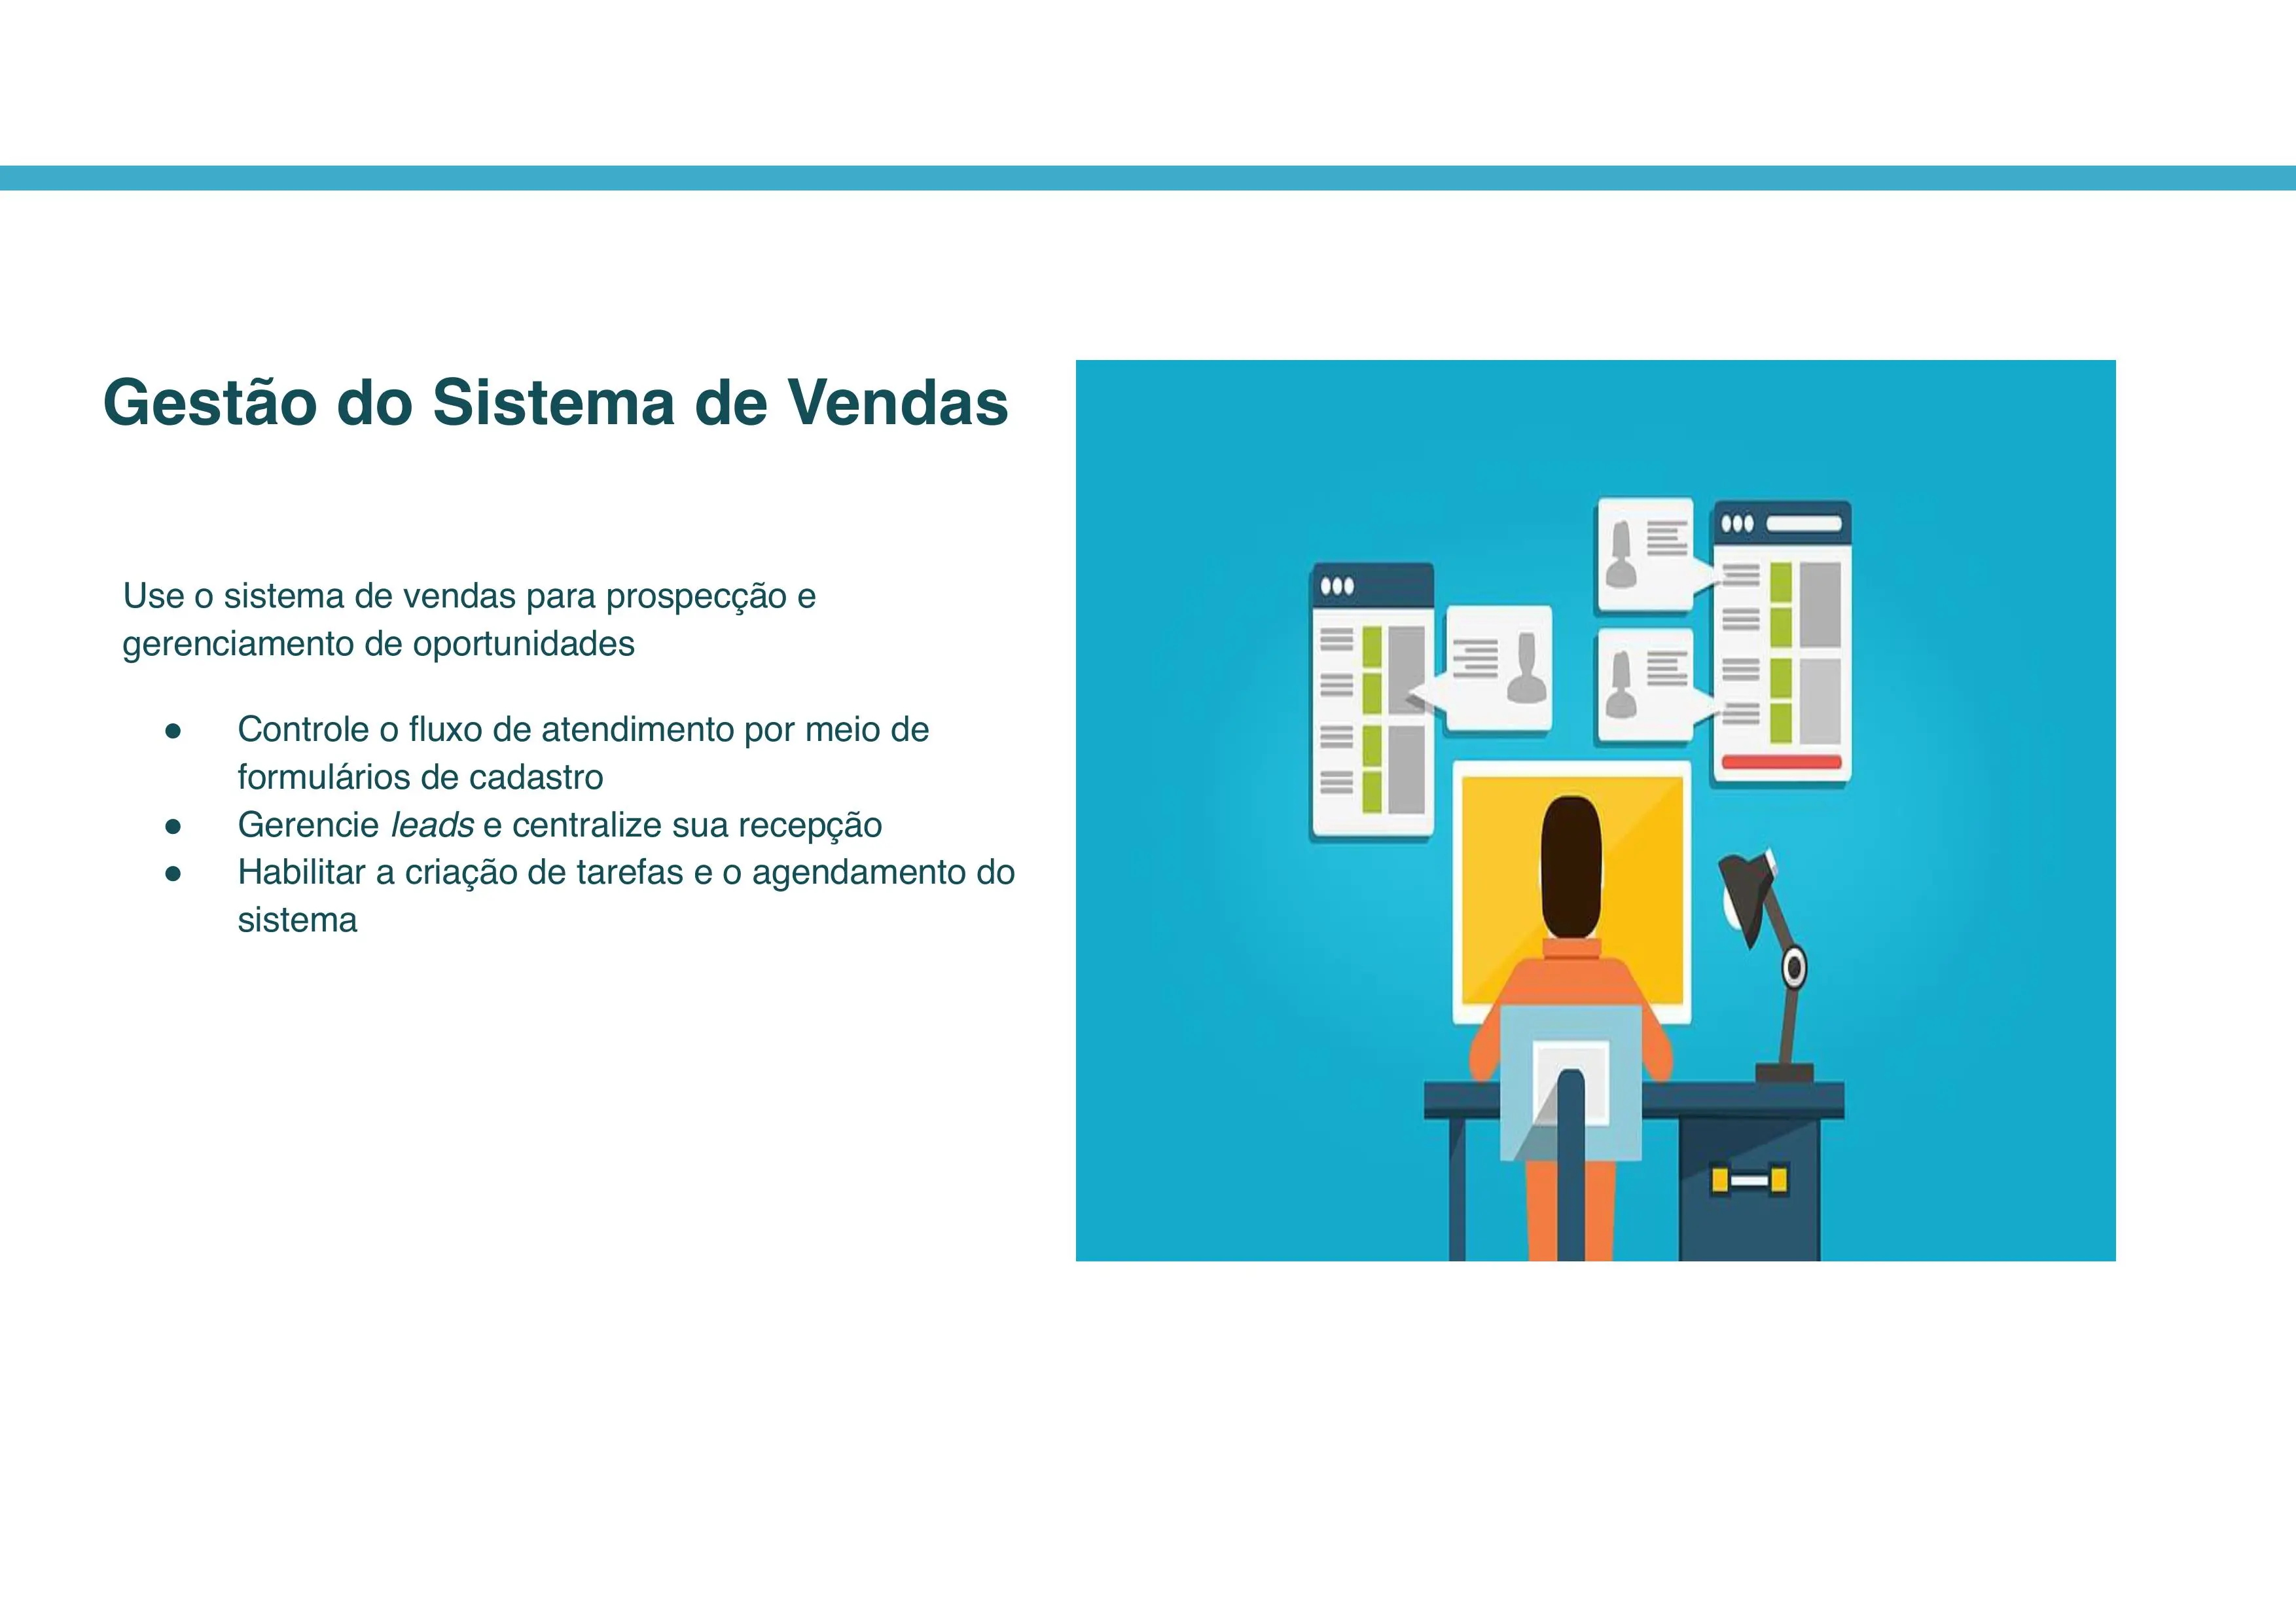 Gestão do Sistema de Vendas
Use o sistema de vendas para prospecção e
gerenciamento de oportunidades
● Controle o fluxo de atendimento por meio de
formulários de cadastro
● Gerencie leads e centralize sua recepção
● Habilitar a criação de tarefas e o agendamento do
sistema